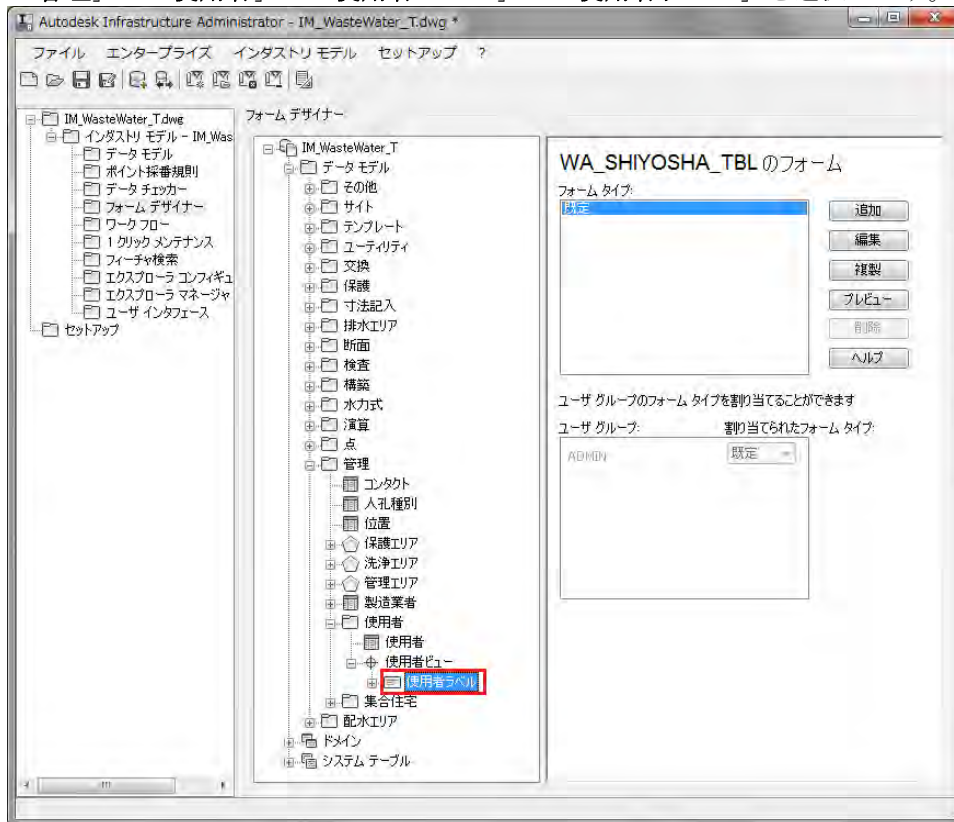 Autodesk Infrastructure Administrator - IM_WasteWater_T.dwg *
ファイル エンタープライズ インダストリ モデル セットアップ ?
IM_WasteWater_T.dwg
インダストリ モデル - IM_Was
データ モデル
ポイント採番規則
データ チェッカー
フォーム デザイナー
ワーク フロー
1 クリック メンテナンス
フィーチャ検索
エクスプローラ コンフィギュ
エクスプローラ マネージャ
ユーザ インタフェース
セットアップ
フォーム デザイナー
IM_WasteWater_T
データ モデル
その他
サイト
テンプレート
ユーティリティ
交換
保護
寸法記入
排水エリア
断面
検査
構築
水力式
演算
点
管理
コンタクト
人孔種別
位置
保護エリア
洗浄エリア
管理エリア
製造業者
使用者
使用者
使用者ビュー
使用者ラベル
集合住宅
配水エリア
ドメイン
システム テーブル
WA_SHIYOSHA_TBL のフォーム
フォーム タイプ:
既定
追加
編集
複製
プレビュー
削除
ヘルプ
ユーザ グループのフォーム タイプを割り当てることができます
ユーザ グループ: 割り当てられたフォーム タイプ:
ADMIN 既定